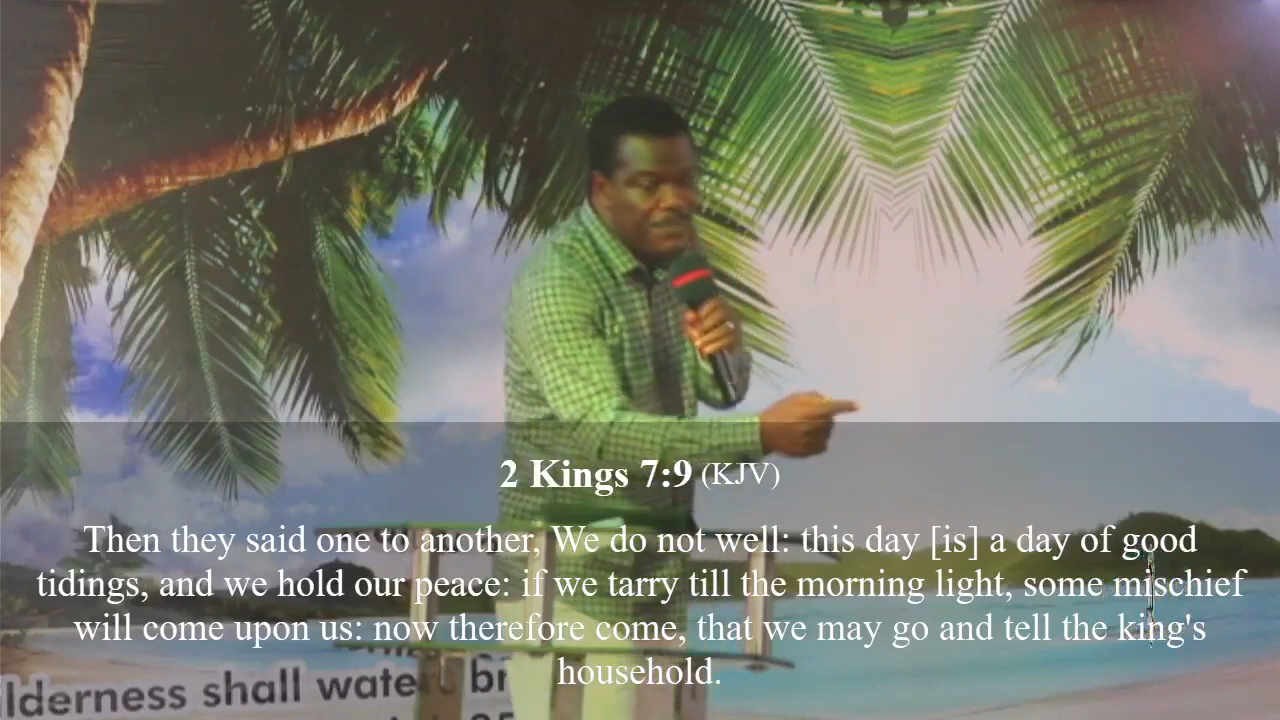 2 Kings 7:9 (KJV)
Then they said one to another, We do not well: this day [is] a day of good
tidings, and we hold our peace: if we tarry till the morning light, some mischief
will come upon us: now therefore come, that we may go and tell the king's
household.
lderness shall wate br